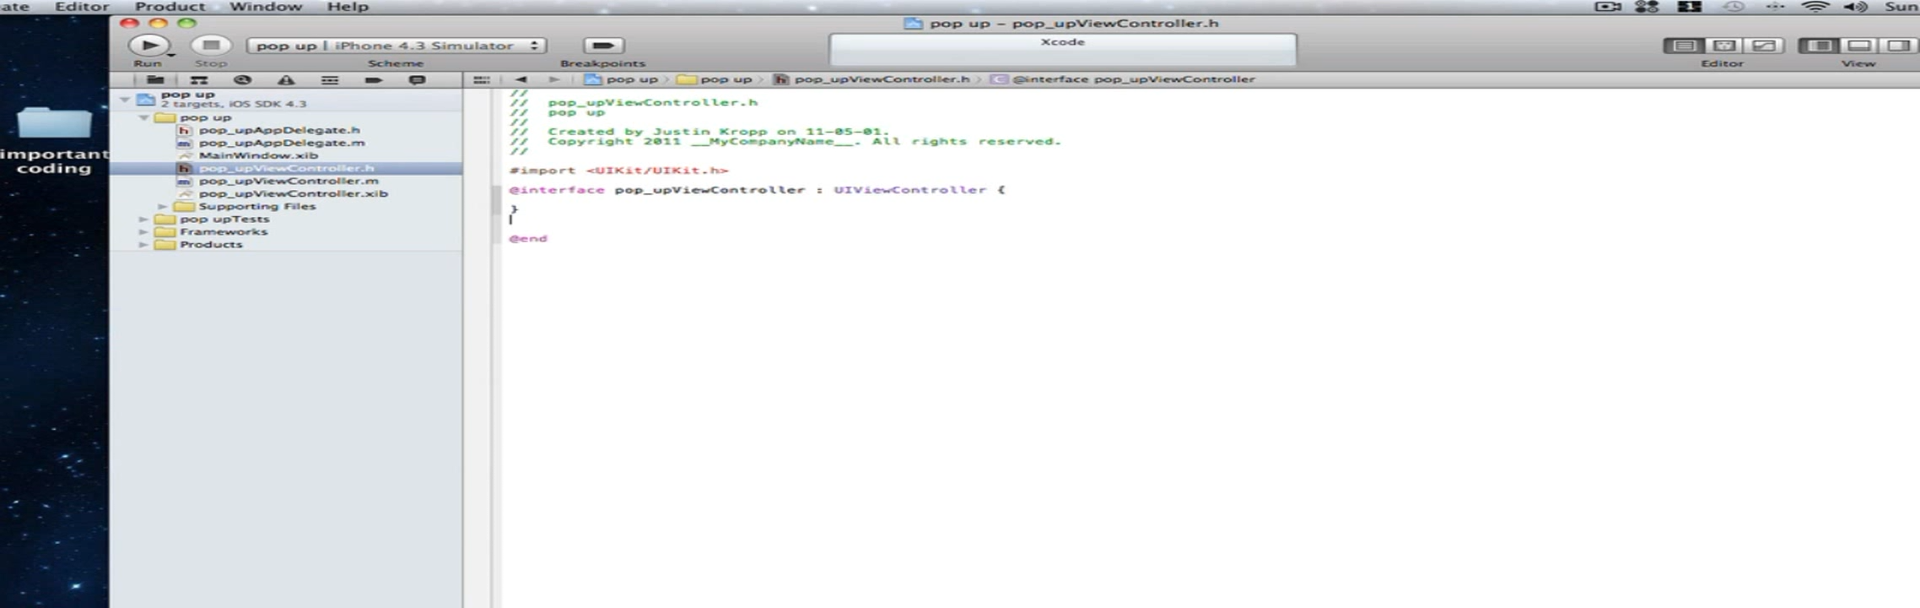 ate Editor Product Window Help
Sun
pop up – pop_upViewController.h
pop up | iPhone 4.3 Simulator
Xcode
Run Stop Scheme Breakpoints Editor View
pop up pop up pop_upViewController.h @interface pop_upViewController
pop up
2 targets, iOS SDK 4.3
pop up
pop_upAppDelegate.h
pop_upAppDelegate.m
MainWindow.xib
pop_upViewController.h
pop_upViewController.m
pop_upViewController.xib
Supporting Files
pop upTests
Frameworks
Products
important
coding
//
// pop_upViewController.h
// pop up
//
// Created by Justin Kropp on 11-05-01.
// Copyright 2011 __MyCompanyName__. All rights reserved.
//
#import <UIKit/UIKit.h>
@interface pop_upViewController : UIViewController {
}
@end